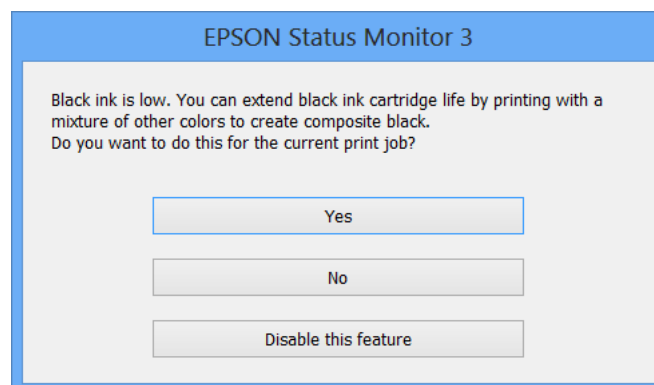 EPSON Status Monitor 3
Black ink is low. You can extend black ink cartridge life by printing with a
mixture of other colors to create composite black.
Do you want to do this for the current print job?
Yes
No
Disable this feature